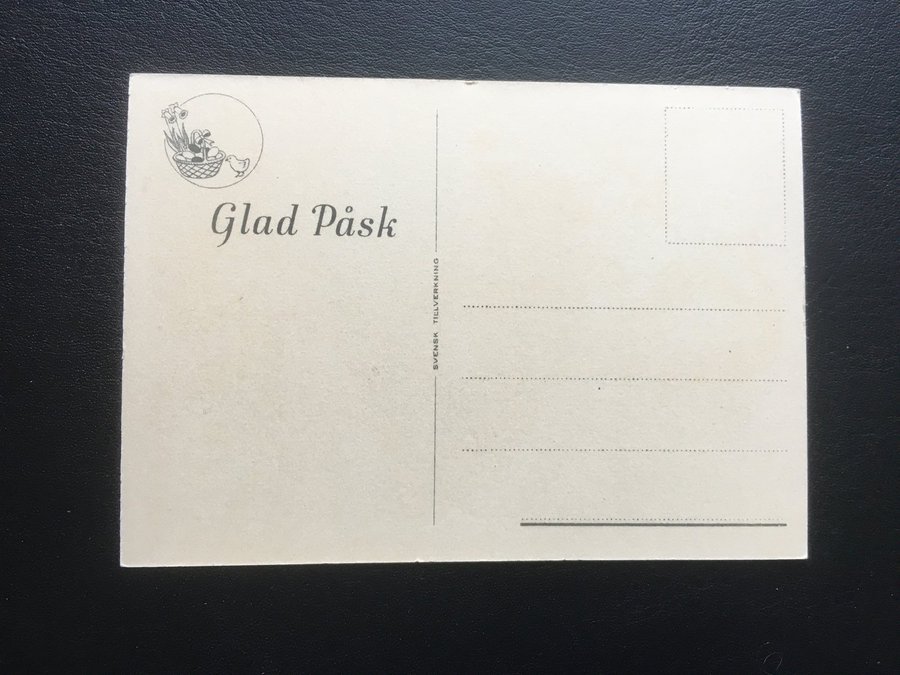 Glad Påsk
SVENSK TILLVERKNING